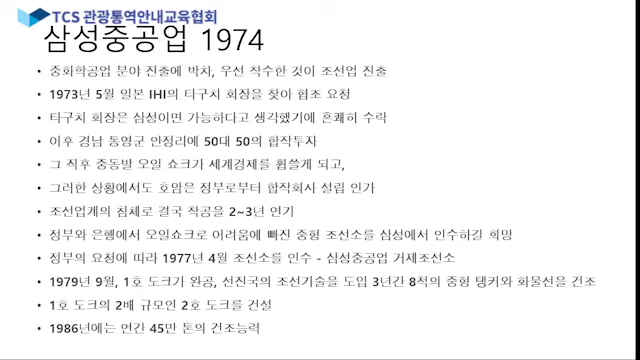 TCS 관광통역안내교육협회
삼성중공업 1974
• 중화학공업 분야 진출에 박차, 우선 착수한 것이 조선업 진출
• 1973년 5월 일본 IHI의 타구치 회장을 찾아 협조 요청
• 타구치 회장은 삼성이면 가능하다고 생각했기에 흔쾌히 수락
• 이후 경남 통영군 안정리에 50대 50의 합작투자
• 그 직후 중동발 오일 쇼크가 세계경제를 휩쓸게 되고,
• 그러한 상황에서도 호암은 정부로부터 합작회사 설립 인가
• 조선업계의 침체로 결국 착공을 2~3년 연기
• 정부와 은행에서 오일쇼크로 어려움에 빠진 중형 조선소를 삼성에서 인수하길 희망
• 정부의 요청에 따라 1977년 4월 조선소를 인수 - 삼성중공업 거제조선소
• 1979년 9월, 1호 도크가 완공, 선진국의 조선기술을 도입 3년간 8척의 중형 탱커와 화물선을 건조
• 1호 도크의 2배 규모인 2호 도크를 건설
• 1986년에는 연간 45만 톤의 건조능력